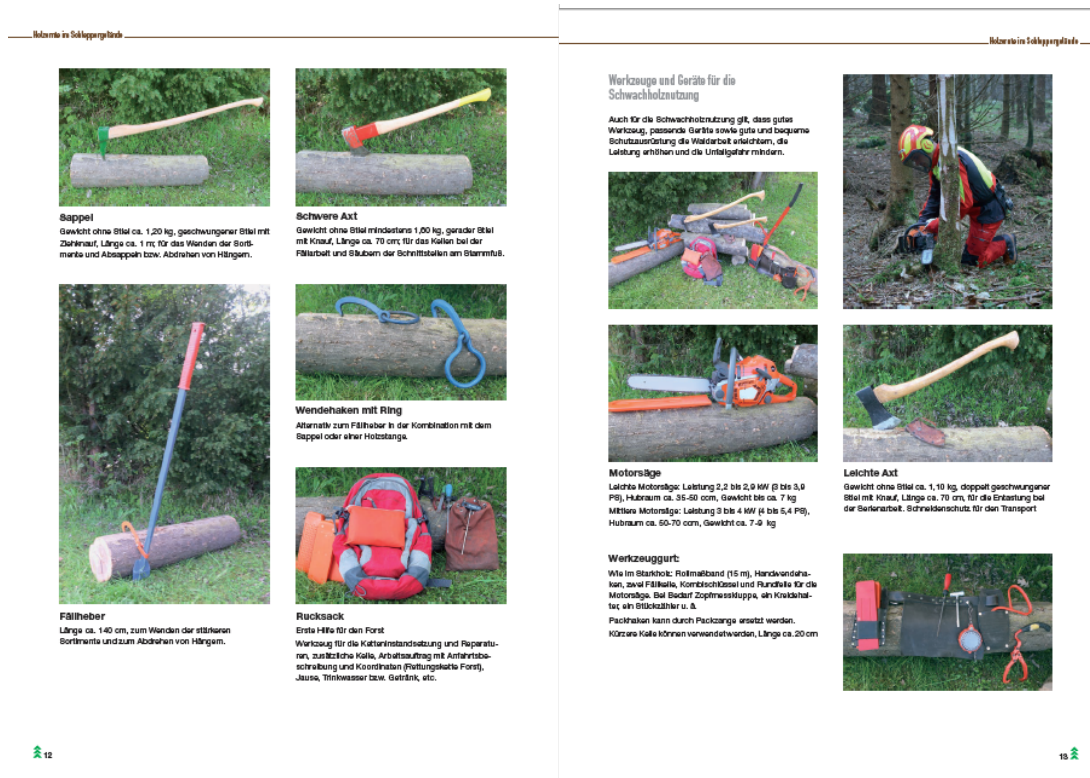 Holzernte im Schleppergelände
Sappel
Gewicht ohne Stiel ca. 1,20 kg, geschwungener Stiel mit
Ziehknauf, Länge ca. 1 m; für das Wenden der Sorti-
mente und Absappeln bzw. Abdrehen von Hängern.
Schwere Axt
Gewicht ohne Stiel mindestens 1,60 kg, gerader Stiel
mit Knauf, Länge ca. 70 cm; für das Keilen bei der
Fällarbeit und Säubern der Schnittstellen am Stammfuß.
Wendehaken mit Ring
Alternativ zum Fällheber in der Kombination mit dem
Sappel oder einer Holzstange.
Fällheber
Länge ca. 140 cm, zum Wenden der stärkeren
Sortimente und zum Abdrehen von Hängern.
Rucksack
Erste Hilfe für den Forst
Werkzeug für die Ketteninstandsetzung und Reparatu-
ren, zusätzliche Keile, Arbeitsauftrag mit Anfahrtsbe-
schreibung und Koordinaten (Rettungskette Forst),
Jause, Trinkwasser bzw. Getränk, etc.
12
Holzernte im Schleppergelände
Werkzeuge und Geräte für die
Schwachholznutzung
Auch für die Schwachholznutzung gilt, dass gutes
Werkzeug, passende Geräte sowie gute und bequeme
Schutzausrüstung die Waldarbeit erleichtern, die
Leistung erhöhen und die Unfallgefahr mindern.
Motorsäge
Leichte Motorsäge: Leistung 2,2 bis 2,9 kW (3 bis 3,9
PS), Hubraum ca. 35-50 ccm, Gewicht bis ca. 7 kg
Mittlere Motorsäge: Leistung 3 bis 4 kW (4 bis 5,4 PS),
Hubraum ca. 50-70 ccm, Gewicht ca. 7-9 kg
Leichte Axt
Gewicht ohne Stiel ca. 1,10 kg, doppelt geschwungener
Stiel mit Knauf, Länge ca. 70 cm, für die Entastung bei
der Serienarbeit. Schneidenschutz für den Transport
Werkzeuggurt:
Wie im Starkholz: Rollmaßband (15 m), Handwendeha-
ken, zwei Fällkeile, Kombischlüssel und Rundfeile für die
Motorsäge. Bei Bedarf Zopfmesskluppe, ein Kreidehal-
ter, ein Stückzähler u. ä.
Packhaken kann durch Packzange ersetzt werden.
Kürzere Keile können verwendet werden, Länge ca. 20 cm
13